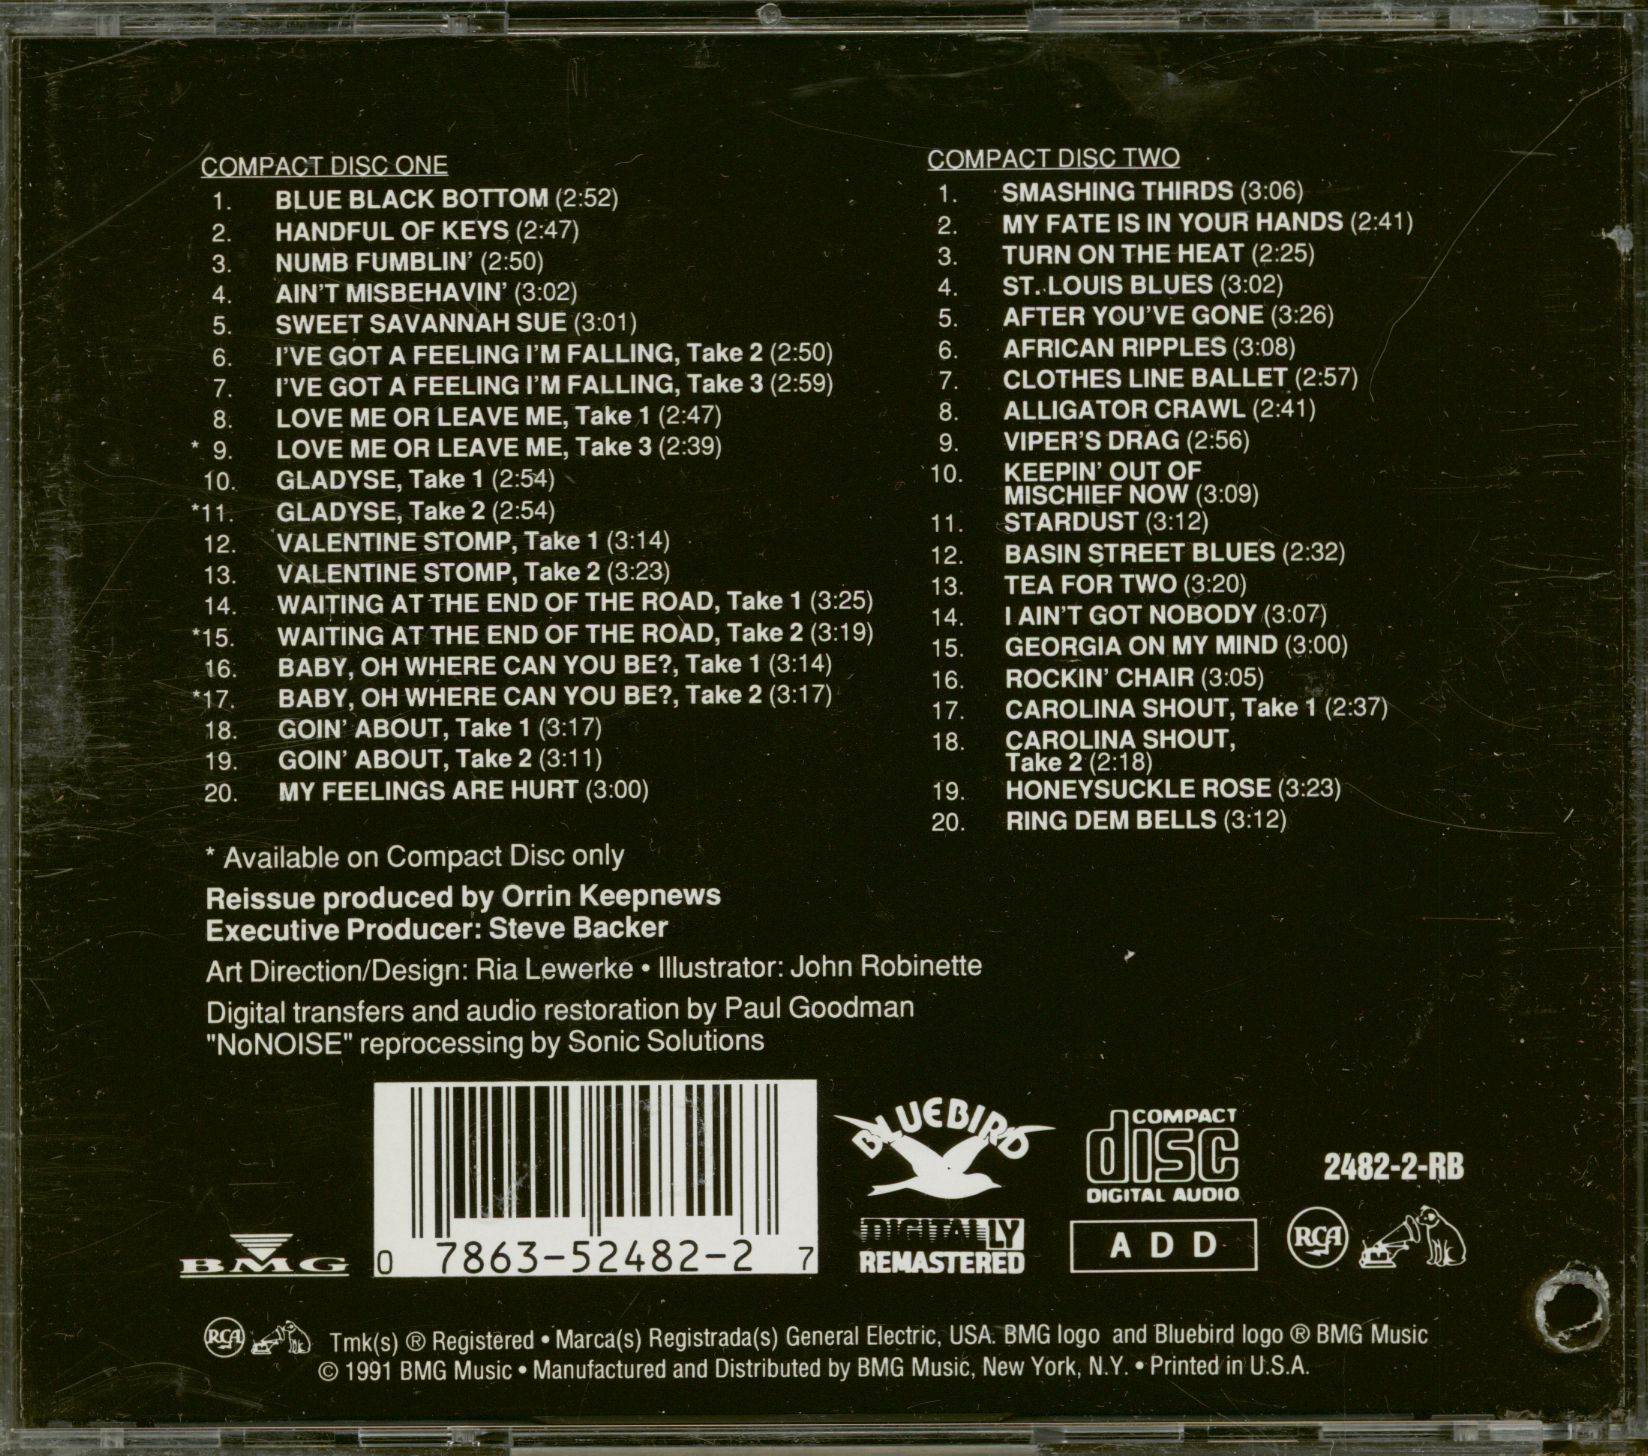 COMPACT DISC ONE
1. BLUE BLACK BOTTOM (2:52)
2. HANDFUL OF KEYS (2:47)
3. NUMB FUMBLIN' (2:50)
4. AIN'T MISBEHAVIN' (3:02)
5. SWEET SAVANNAH SUE (3:01)
6. I'VE GOT A FEELING I'M FALLING, Take 2 (2:50)
7. I'VE GOT A FEELING I'M FALLING, Take 3 (2:59)
8. LOVE ME OR LEAVE ME, Take 1 (2:47)
* 9. LOVE ME OR LEAVE ME, Take 3 (2:39)
10. GLADYSE, Take 1 (2:54)
*11. GLADYSE, Take 2 (2:54)
12. VALENTINE STOMP, Take 1 (3:14)
13. VALENTINE STOMP, Take 2 (3:23)
14. WAITING AT THE END OF THE ROAD, Take 1 (3:25)
*15. WAITING AT THE END OF THE ROAD, Take 2 (3:19)
16. BABY, OH WHERE CAN YOU BE?, Take 1 (3:14)
*17. BABY, OH WHERE CAN YOU BE?, Take 2 (3:17)
18. GOIN' ABOUT, Take 1 (3:17)
19. GOIN' ABOUT, Take 2 (3:11)
20. MY FEELINGS ARE HURT (3:00)
COMPACT DISC TWO
1. SMASHING THIRDS (3:06)
2. MY FATE IS IN YOUR HANDS (2:41)
3. TURN ON THE HEAT (2:25)
4. ST. LOUIS BLUES (3:02)
5. AFTER YOU'VE GONE (3:26)
6. AFRICAN RIPPLES (3:08)
7. CLOTHES LINE BALLET (2:57)
8. ALLIGATOR CRAWL (2:41)
9. VIPER'S DRAG (2:56)
10. KEEPIN' OUT OF
MISCHIEF NOW (3:09)
11. STARDUST (3:12)
12. BASIN STREET BLUES (2:32)
13. TEA FOR TWO (3:20)
14. I AIN'T GOT NOBODY (3:07)
15. GEORGIA ON MY MIND (3:00)
16. ROCKIN' CHAIR (3:05)
17. CAROLINA SHOUT, Take 1 (2:37)
18. CAROLINA SHOUT,
Take 2 (2:18)
19. HONEYSUCKLE ROSE (3:23)
20. RING DEM BELLS (3:12)
* Available on Compact Disc only
Reissue produced by Orrin Keepnews
Executive Producer: Steve Backer
Art Direction/Design: Ria Lewerke • Illustrator: John Robinette
Digital transfers and audio restoration by Paul Goodman
"NoNOISE" reprocessing by Sonic Solutions
BMG
0 7863-52482-2 7
BLUEBIRD
DIGITALLY
REMASTERED
COMPACT
disc
DIGITAL AUDIO
A D D
2482-2-RB
RCA
RCA Tmk(s) ® Registered • Marca(s) Registrada(s) General Electric, USA. BMG logo and Bluebird logo ® BMG Music
© 1991 BMG Music • Manufactured and Distributed by BMG Music, New York, N.Y. • Printed in U.S.A.